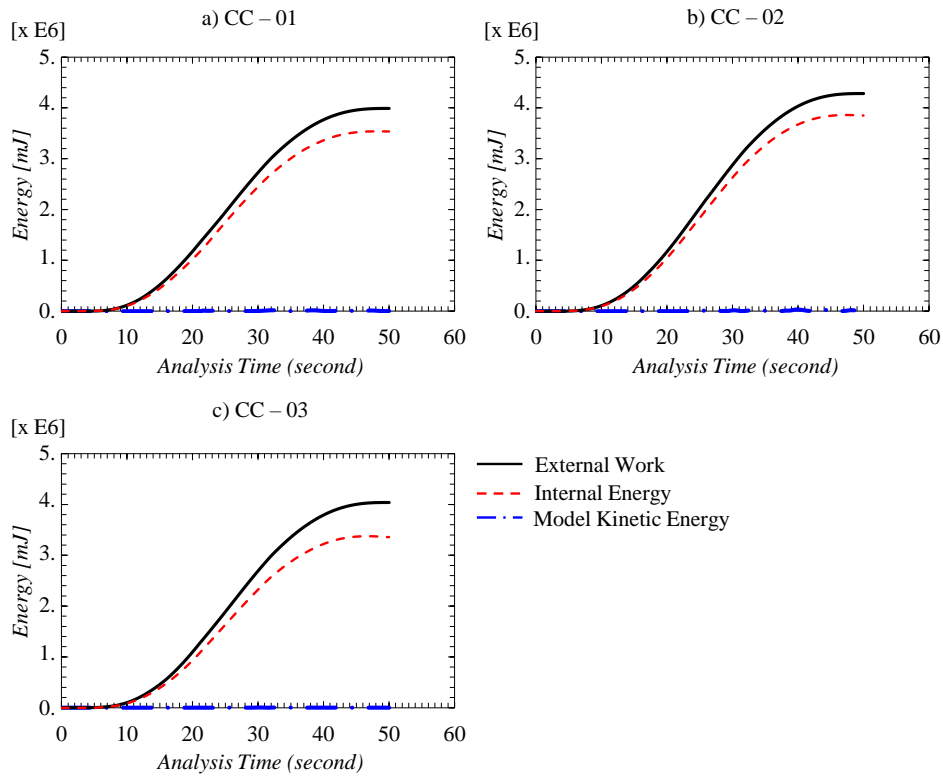 a) CC – 01
[x E6]
5.
4.
3.
2.
1.
0.
Energy [mJ]
0 10 20 30 40 50 60
Analysis Time (second)
b) CC – 02
[x E6]
5.
4.
3.
2.
1.
0.
Energy [mJ]
0 10 20 30 40 50 60
Analysis Time (second)
c) CC – 03
[x E6]
5.
4.
3.
2.
1.
0.
Energy [mJ]
0 10 20 30 40 50 60
Analysis Time (second)
External Work
Internal Energy
Model Kinetic Energy